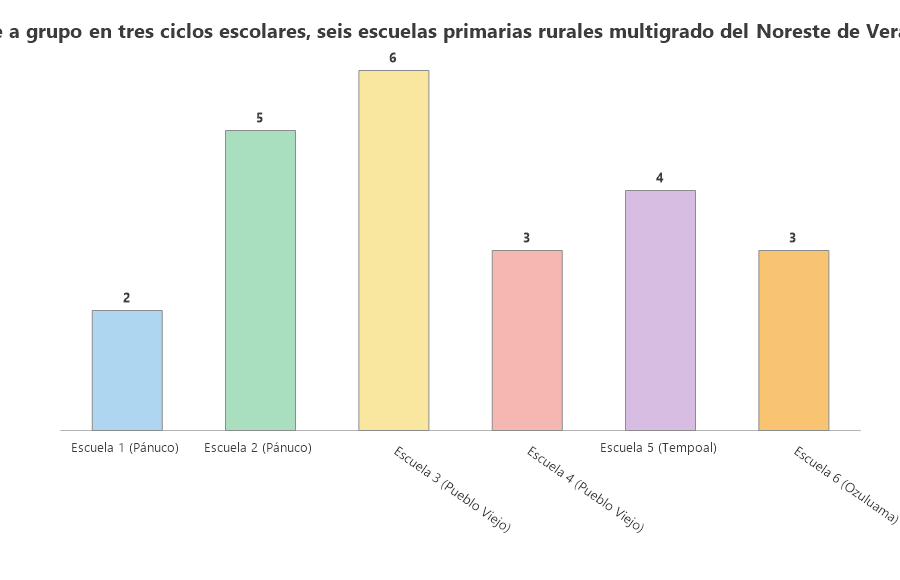 e a grupo en tres ciclos escolares, seis escuelas primarias rurales multigrado del Noreste de Vera
2
5
6
3
4
3
Escuela 1 (Pánuco)
Escuela 2 (Pánuco)
Escuela 3 (Pueblo Viejo)
Escuela 4 (Pueblo Viejo)
Escuela 5 (Tempoal)
Escuela 6 (Ozuluama)